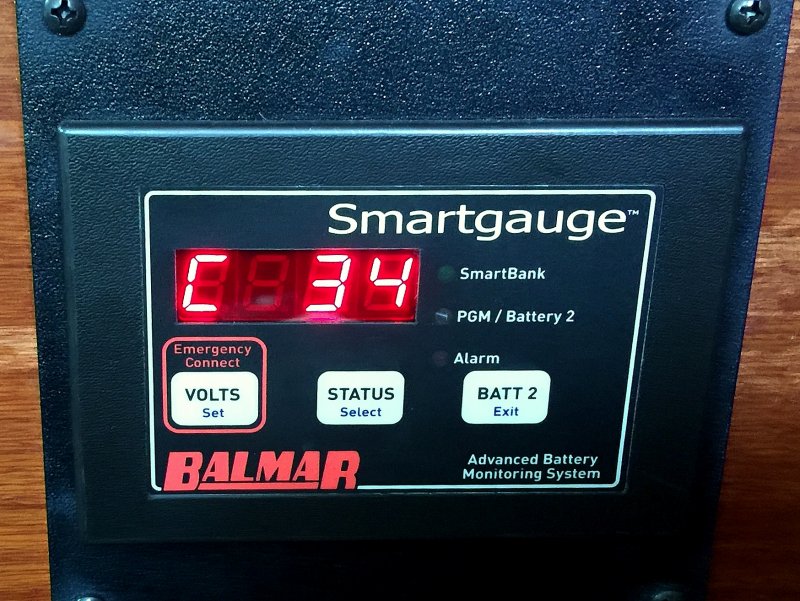 Smartgauge™
C 34
SmartBank
PGM / Battery 2
Alarm
Emergency
Connect
VOLTS
Set
STATUS
Select
BATT 2
Exit
BALMAR
Advanced Battery
Monitoring System